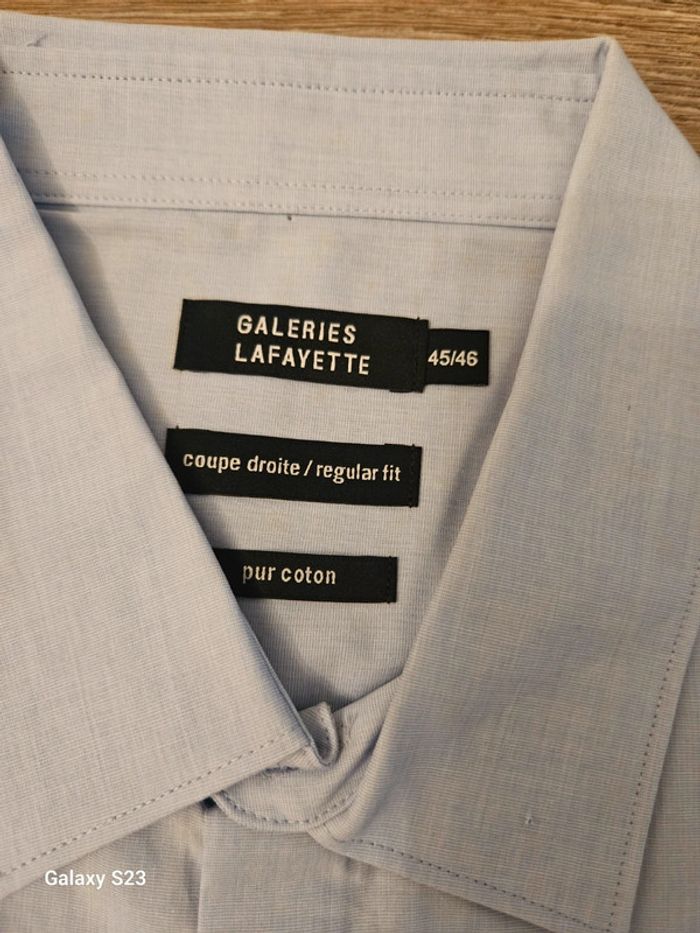 GALERIES
LAFAYETTE
45/46
coupe droite / regular fit
pur coton
Galaxy S23